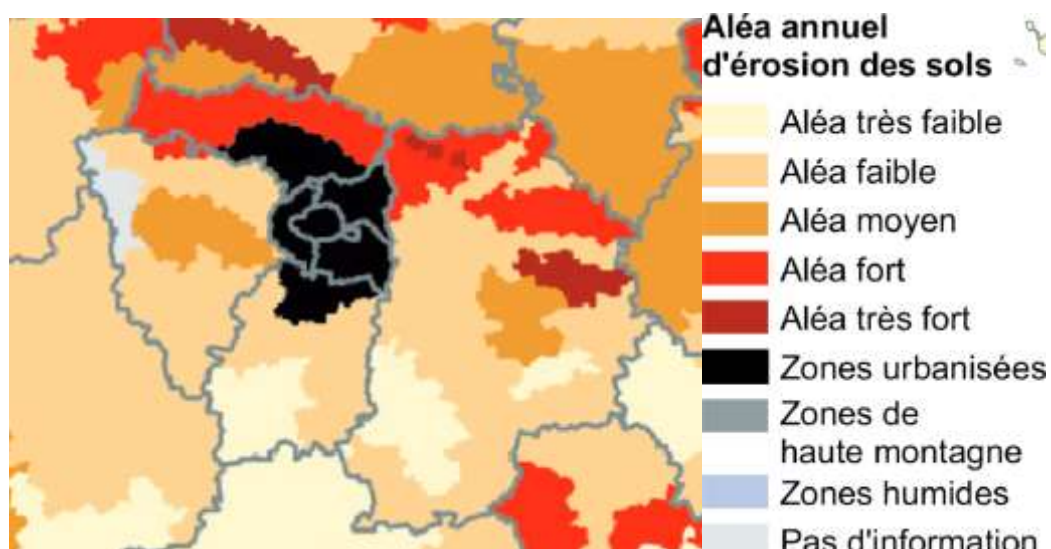 Aléa annuel
d'érosion des sols
Aléa très faible
Aléa faible
Aléa moyen
Aléa fort
Aléa très fort
Zones urbanisées
Zones de
haute montagne
Zones humides
Pas d'information